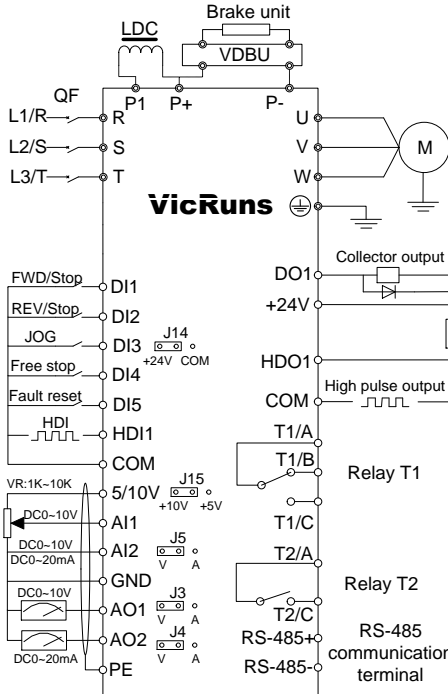 Brake unit
LDC
VDBU
QF
P1 P+ P-
L1/R R U
L2/S S V M
L3/T T W
VicRuns
Collector output
FWD/Stop DI1 DO1
REV/Stop DI2 +24V
JOG DI3 J14
+24V COM
Free stop DI4 HDO1
Fault reset DI5 High pulse output
COM
HDI HDI1 T1/A
COM T1/B Relay T1
VR:1K~10K 5/10V J15
+10V +5V
DC0~10V AI1 T1/C
DC0~10V AI2 J5
DC0~20mA V A
T2/A
GND Relay T2
DC0~10V AO1 J3
V A
T2/C
AO2 J4 RS-485+ RS-485
DC0~20mA V A communication
PE RS-485- terminal